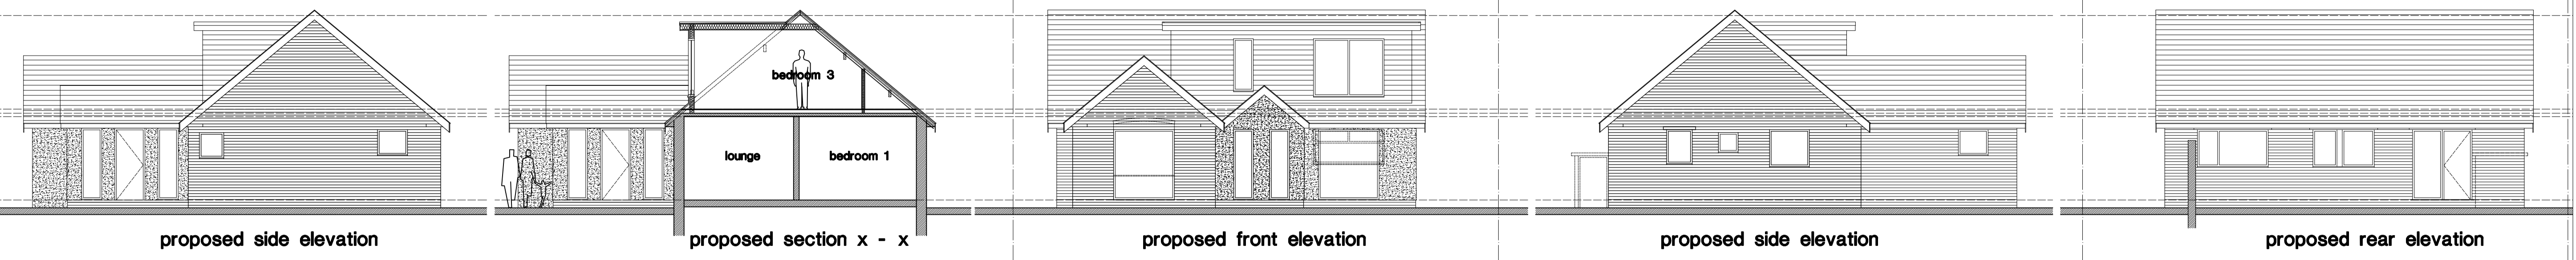 bedroom 3
lounge
bedroom 1
proposed side elevation
proposed section x - x
proposed front elevation
proposed side elevation
proposed rear elevation